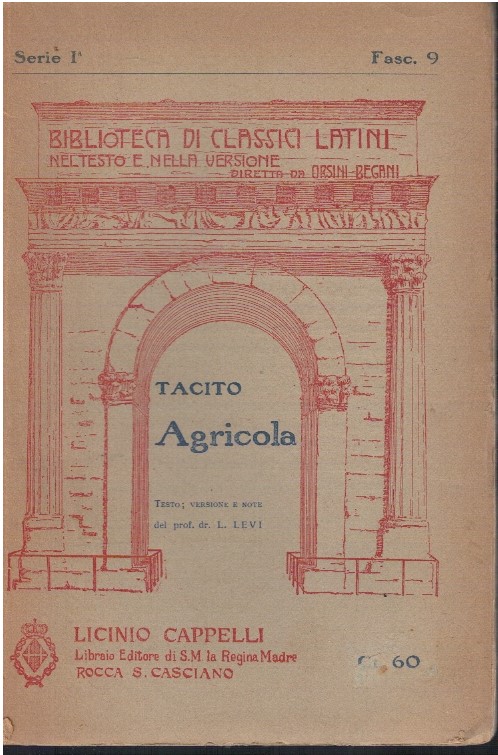 Serie Iª
Fasc. 9
BIBLIOTECA DI CLASSICI LATINI
NEL TESTO E NELLA VERSIONE
DIRETTA DA ORSINI-BEGANI
TACITO
Agricola
TESTO; VERSIONE E NOTE
del prof. dr. L. LEVI
LICINIO CAPPELLI
Libraio Editore di S.M. la Regina Madre
ROCCA S. CASCIANO
60